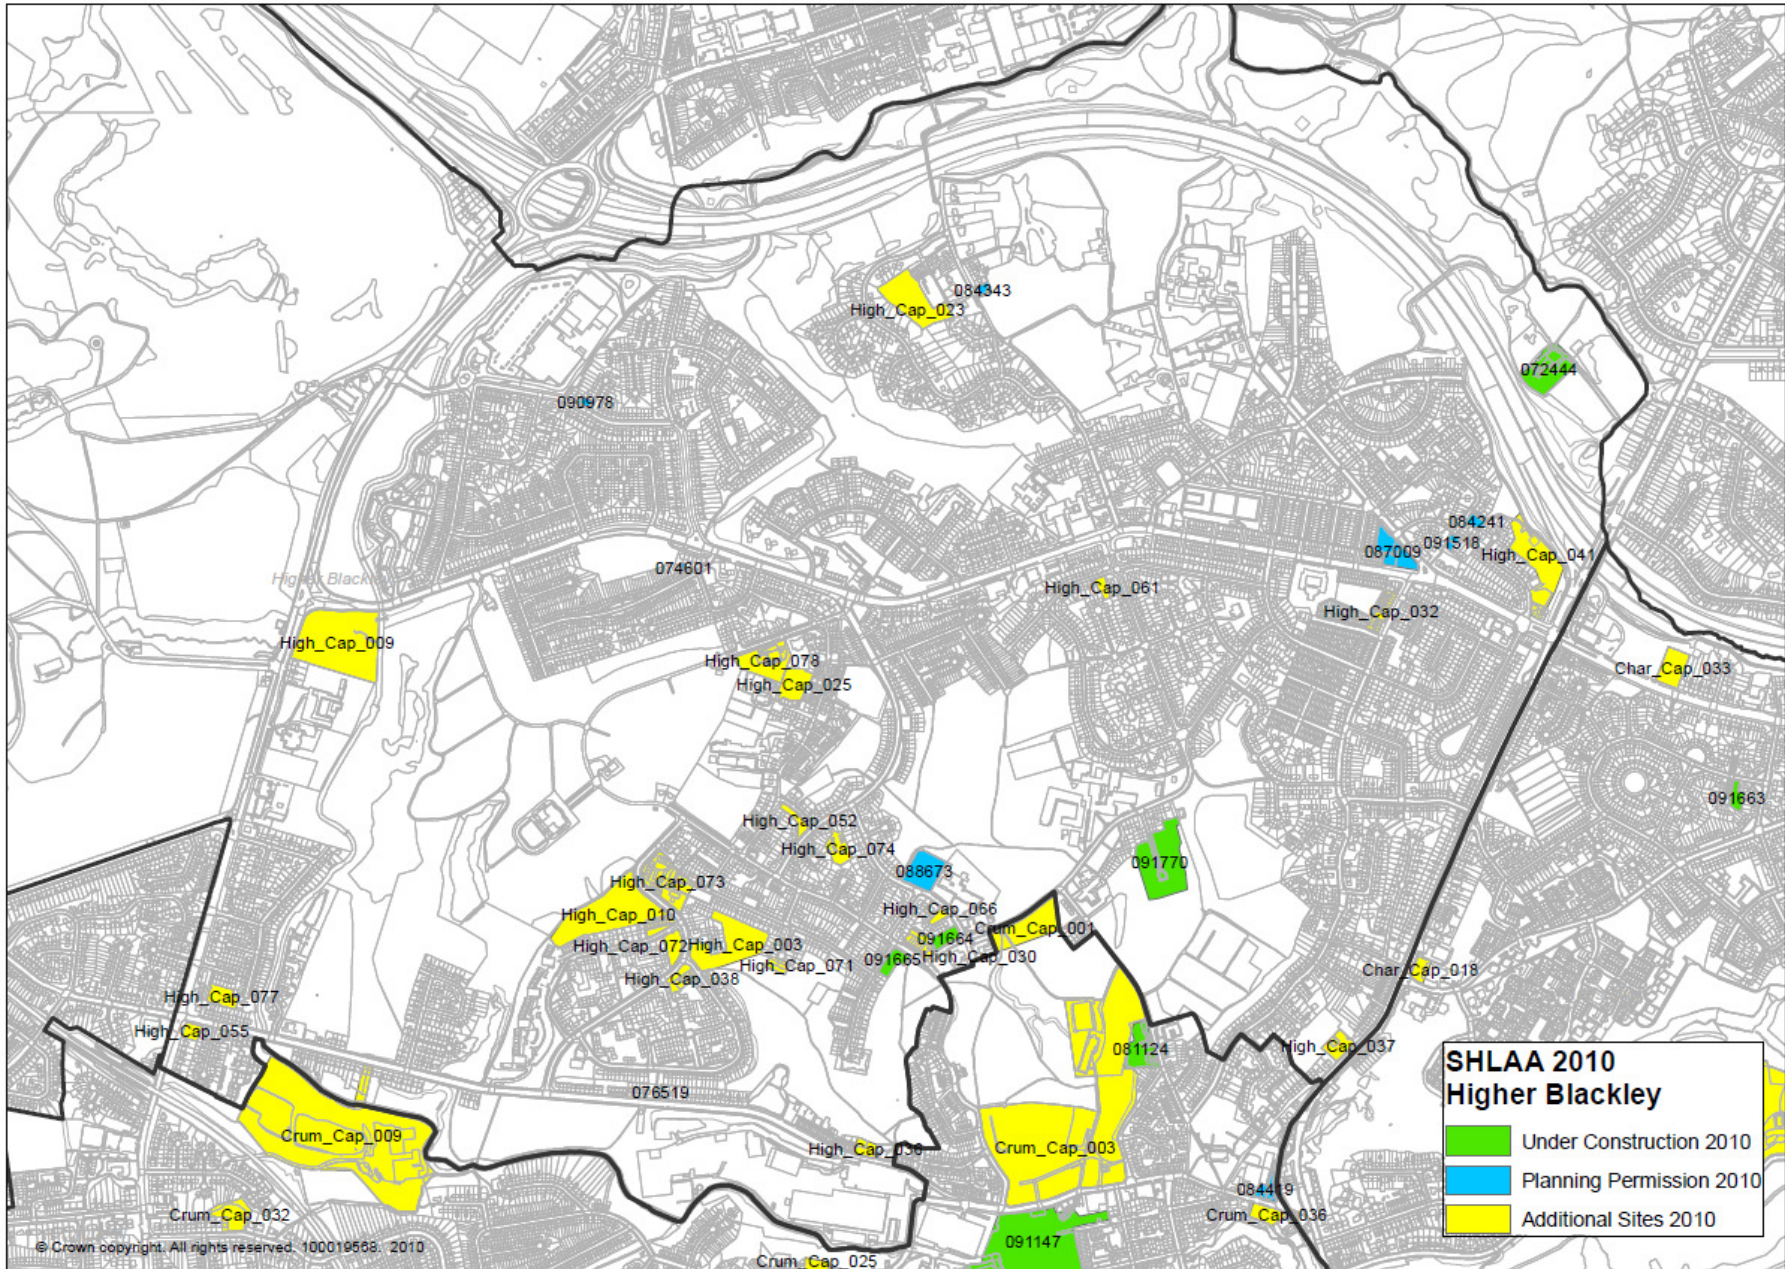 High_Cap_023
084343
072444
090978
084241
091518
087009
High_Cap_041
074601
Higher Blackley
High_Cap_061
High_Cap_032
High_Cap_009
High_Cap_078
High_Cap_025
Char_Cap_033
091663
High_Cap_052
High_Cap_074
091770
088673
High_Cap_073
High_Cap_010
High_Cap_066
Crum_Cap_001
High_Cap_072
High_Cap_003
091664
High_Cap_030
091665
High_Cap_071
High_Cap_038
Char_Cap_018
High_Cap_077
High_Cap_055
081124
High_Cap_037
076519
Crum_Cap_009
High_Cap_036
Crum_Cap_003
084419
Crum_Cap_036
Crum_Cap_032
091147
Crum_Cap_025
SHLAA 2010
Higher Blackley
Under Construction 2010
Planning Permission 2010
Additional Sites 2010
© Crown copyright. All rights reserved. 100019568. 2010